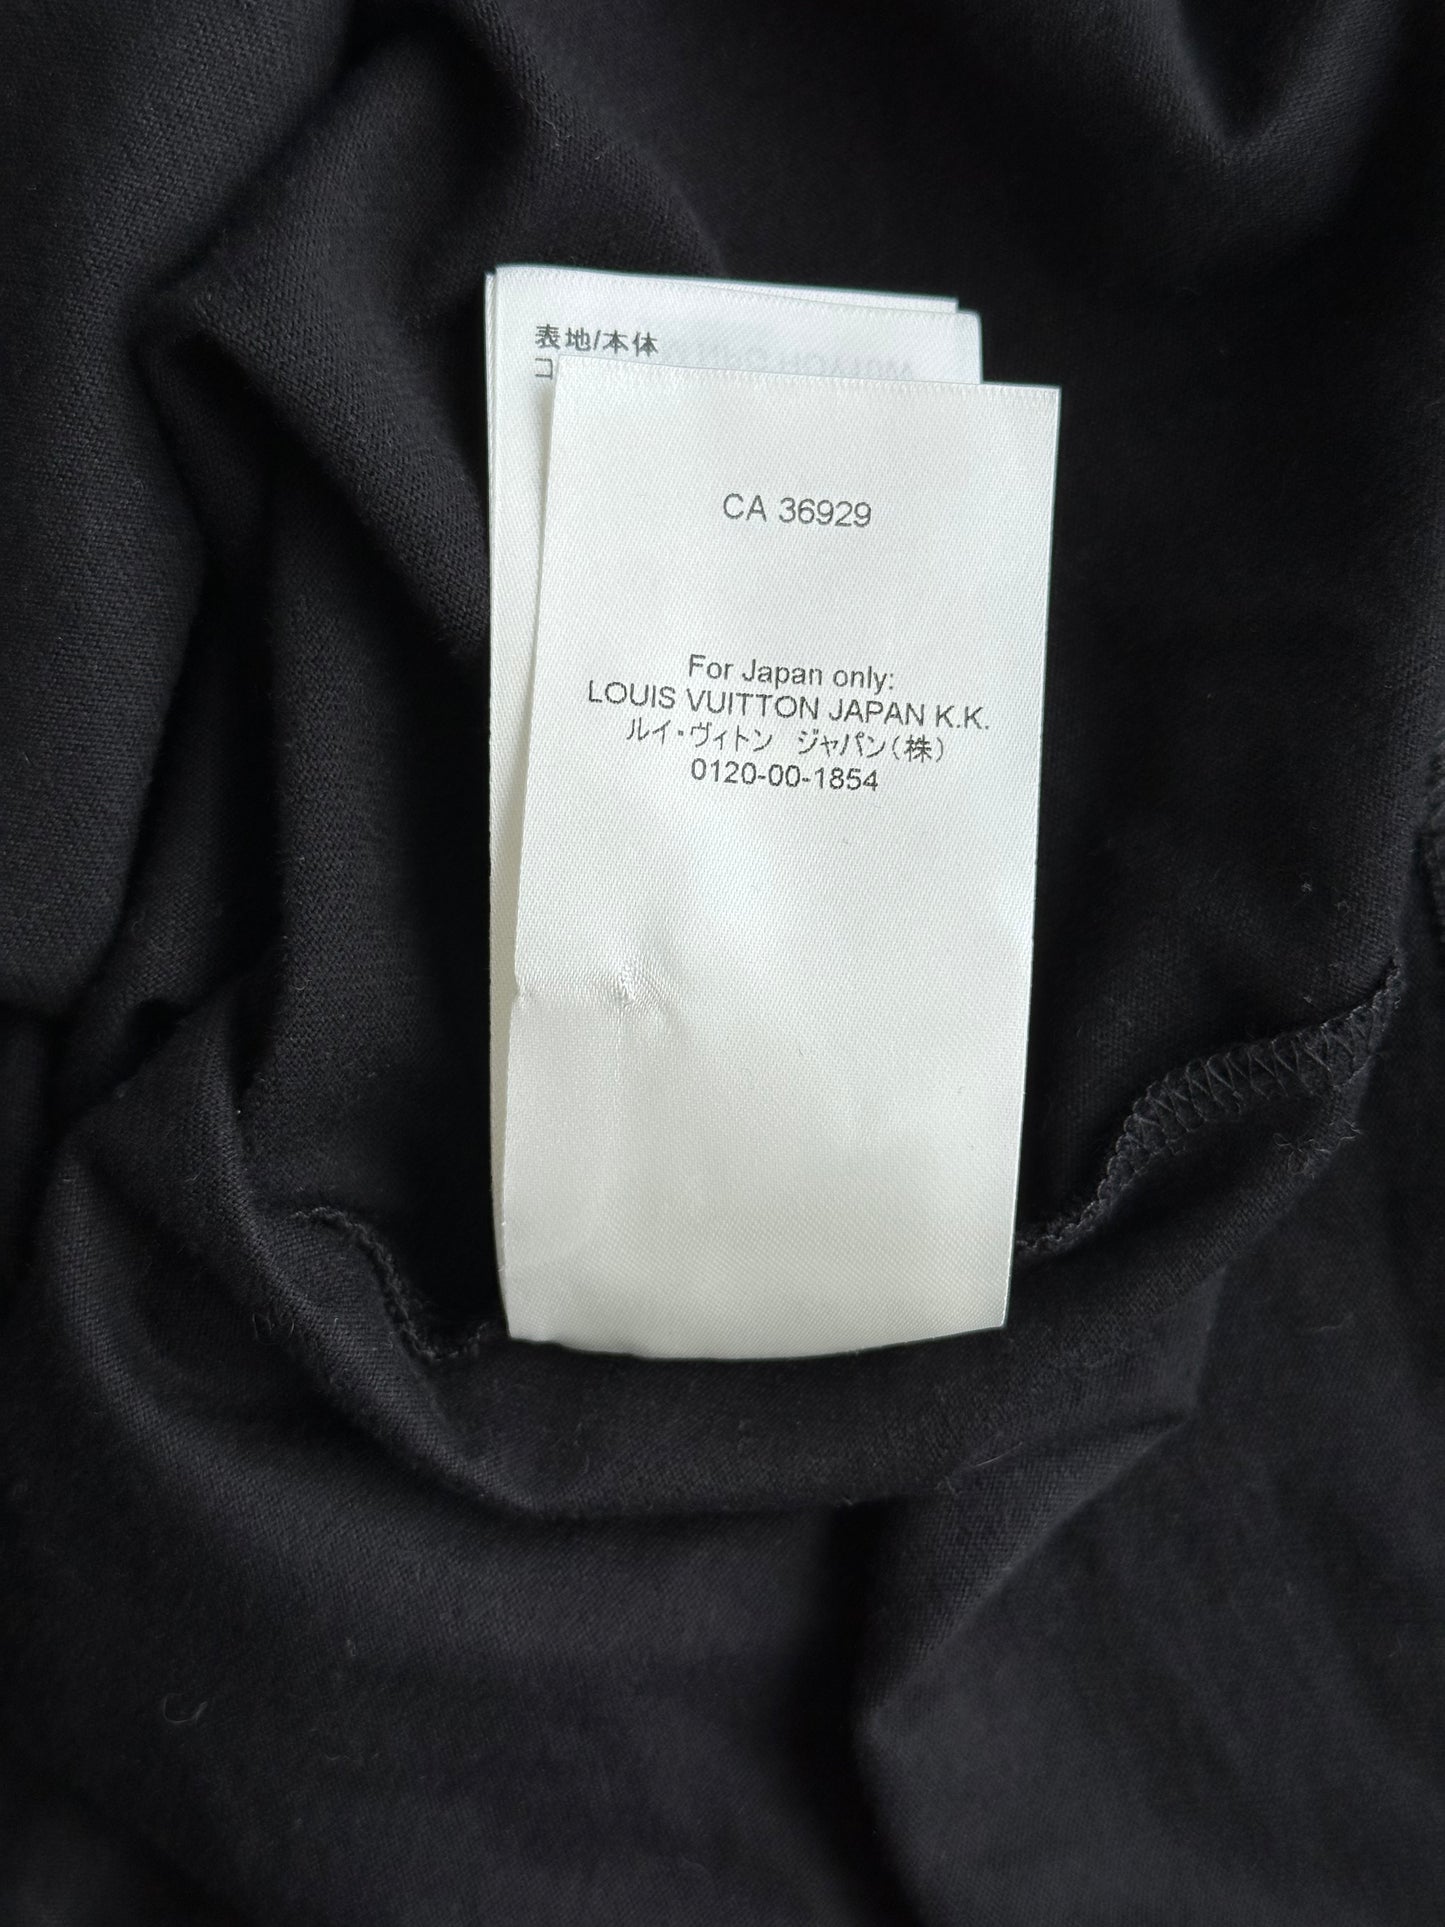 表地/本体
コ
CA 36929
For Japan only:
LOUIS VUITTON JAPAN K.K.
ルイ・ヴィトン ジャパン(株)
0120-00-1854